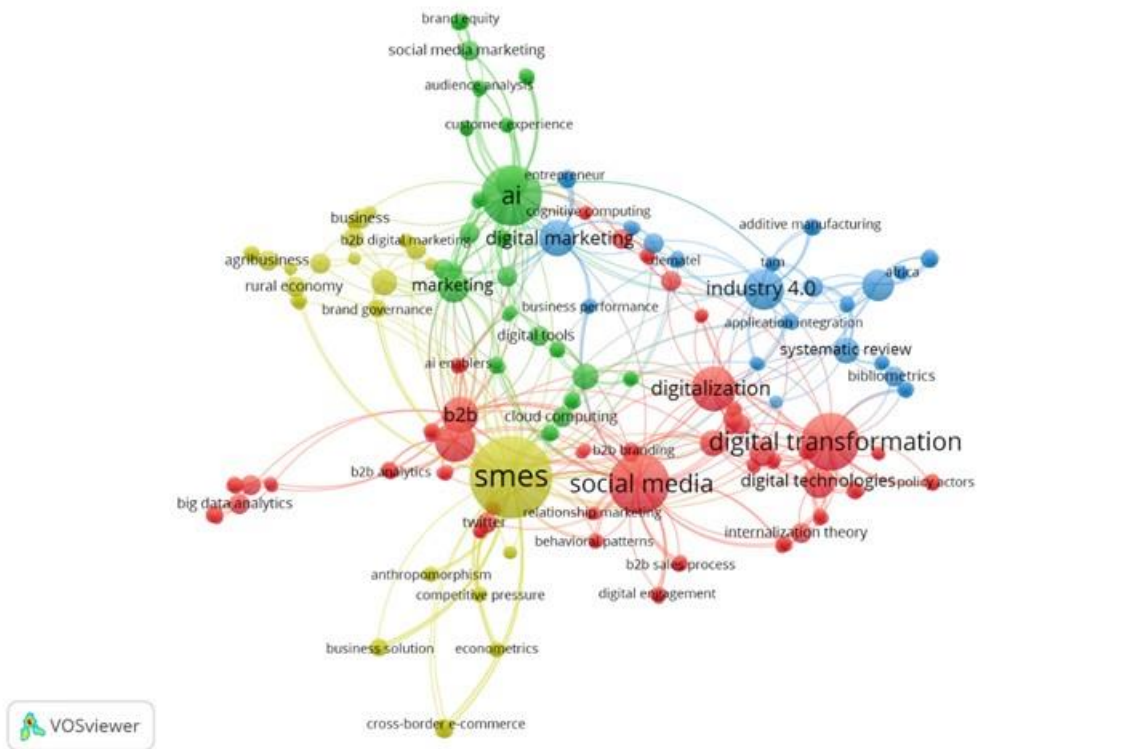 brand equity
social media marketing
audience analysis
customer experience
entrepreneur
ai
cognitive computing
business
additive manufacturing
b2b digital marketing
digital marketing
agribusiness
dematel
tam
africa
rural economy
marketing
industry 4.0
brand governance
business performance
application integration
digital tools
systematic review
ai enablers
bibliometrics
digitalization
b2b
cloud computing
digital transformation
b2b branding
b2b analytics
smes
social media
digital technologies
policy actors
big data analytics
relationship marketing
twitter
internalization theory
behavioral patterns
b2b sales process
anthropomorphism
competitive pressure
digital engagement
business solution
econometrics
cross-border e-commerce
VOSviewer